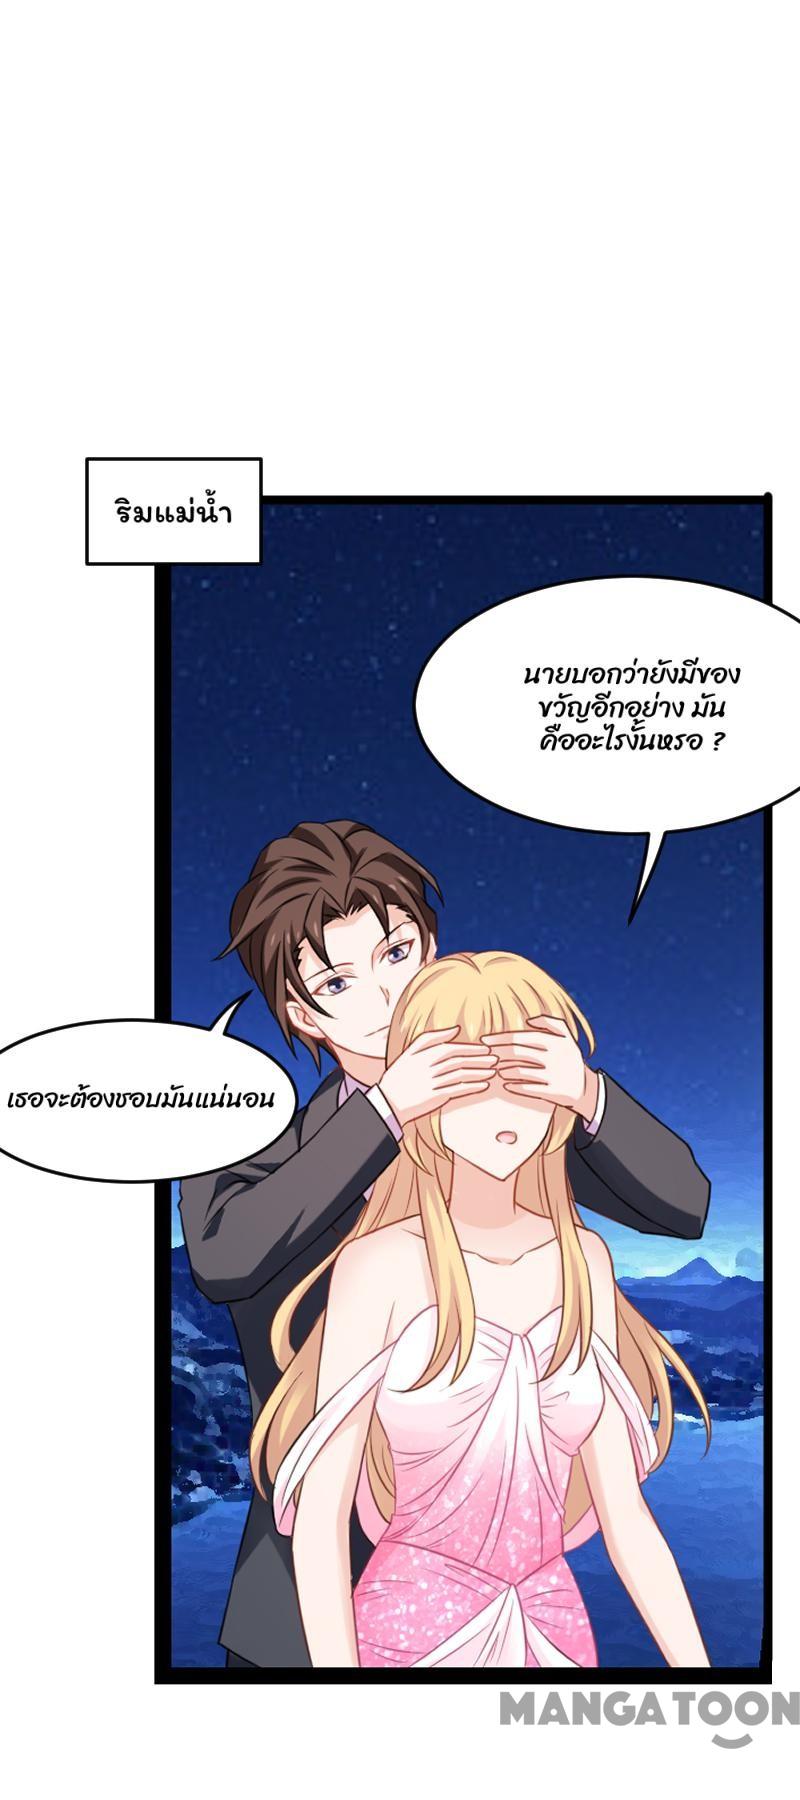 ริมแม่น้ำ
นายบอกว่ายังมีของ
ขวัญอีกอย่าง มัน
คืออะไรงั้นหรอ ?
เธอจะต้องชอบมันแน่นอน
MANGATOON